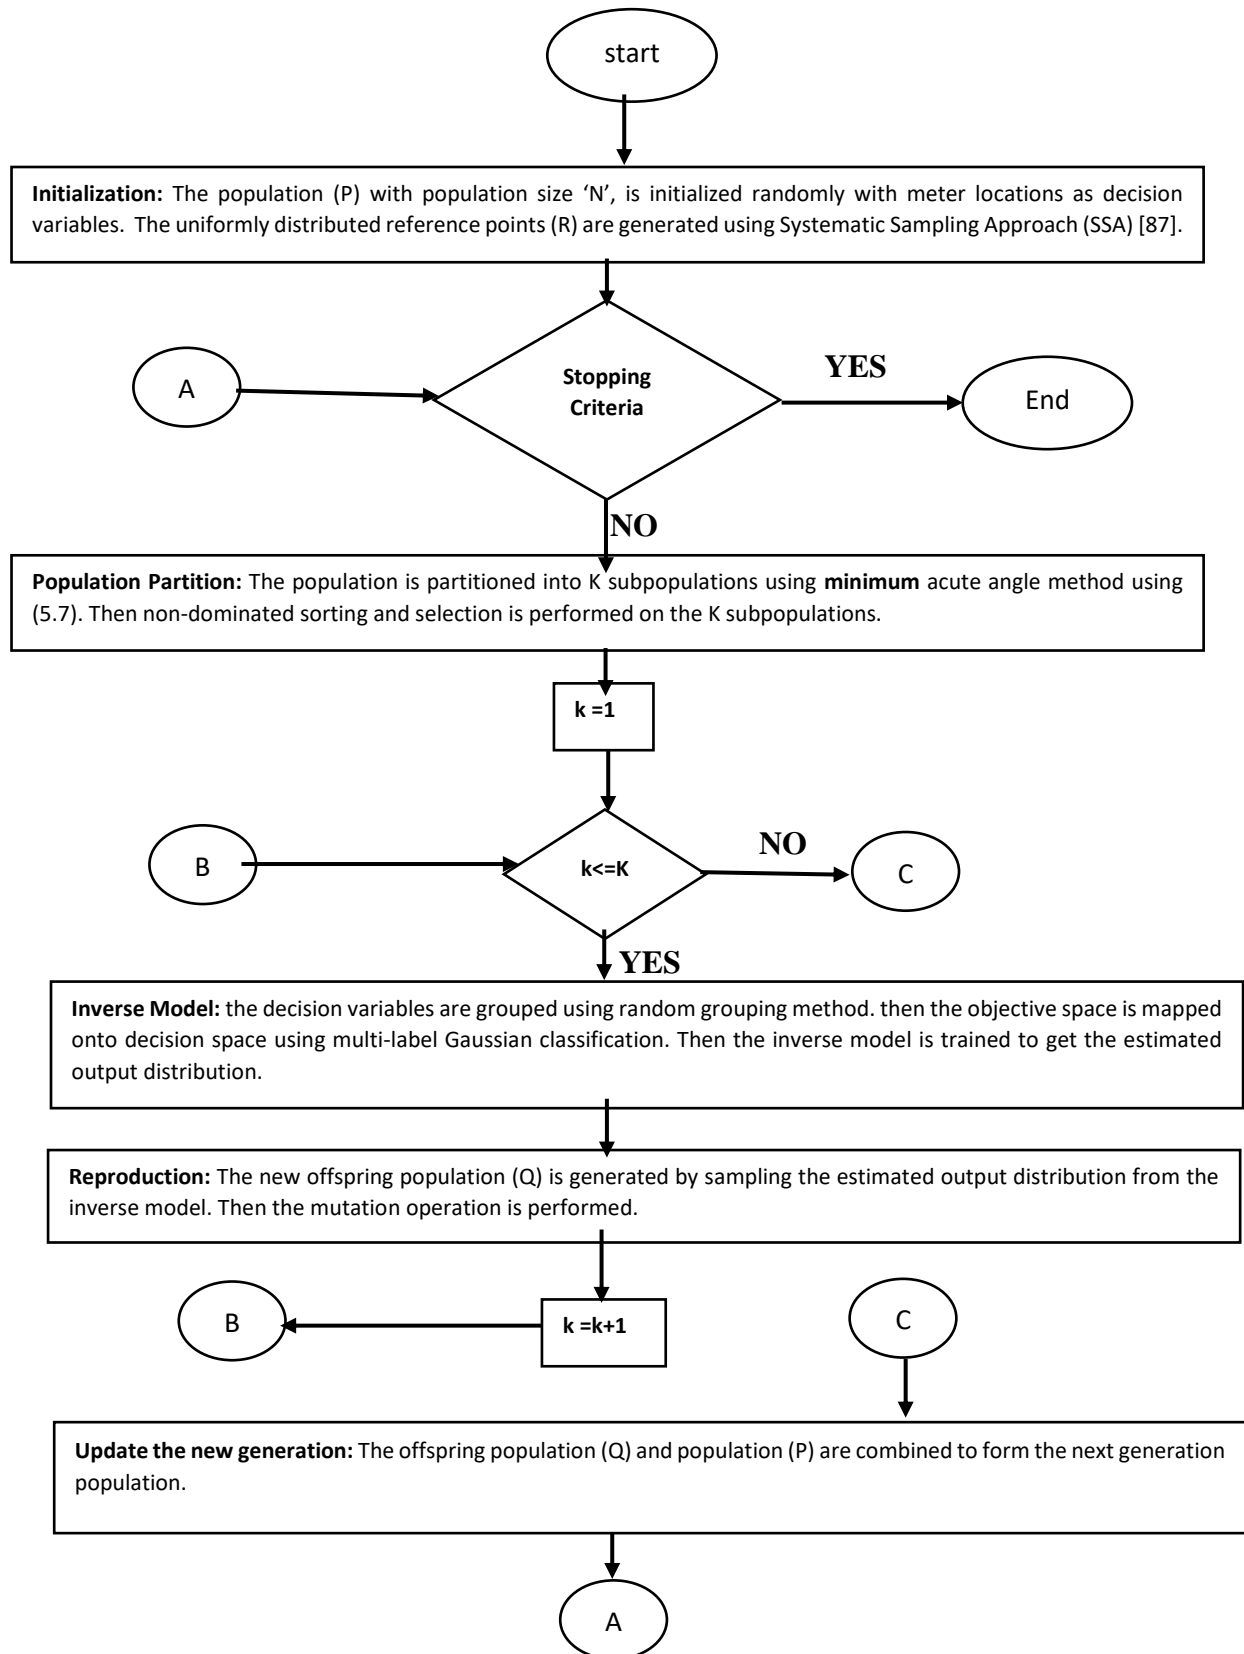 start
Initialization: The population (P) with population size ‘N’, is initialized randomly with meter locations as decision
variables. The uniformly distributed reference points (R) are generated using Systematic Sampling Approach (SSA) [87].
A
Stopping
Criteria
YES
End
NO
Population Partition: The population is partitioned into K subpopulations using minimum acute angle method using
(5.7). Then non-dominated sorting and selection is performed on the K subpopulations.
k =1
B
k<=K
NO
C
YES
Inverse Model: the decision variables are grouped using random grouping method. then the objective space is mapped
onto decision space using multi-label Gaussian classification. Then the inverse model is trained to get the estimated
output distribution.
Reproduction: The new offspring population (Q) is generated by sampling the estimated output distribution from the
inverse model. Then the mutation operation is performed.
B
k =k+1
C
Update the new generation: The offspring population (Q) and population (P) are combined to form the next generation
population.
A